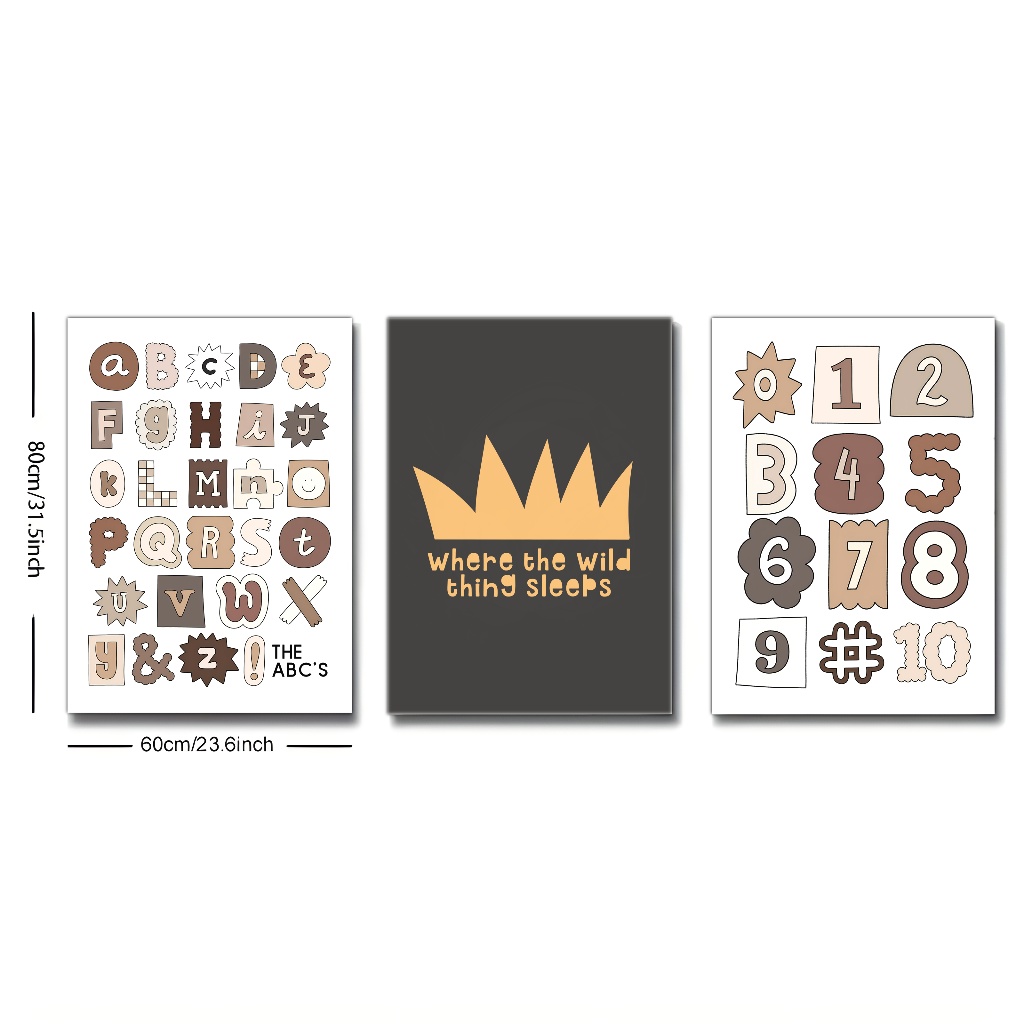 80cm/31.5inch
a B c D E
F g H i J
k L M n
P Q R S t
U V W X
y & z ! THE
ABC'S
60cm/23.6inch
where the wild
thing sleeps
0 1 2
3 4 5
6 7 8
9 # 10